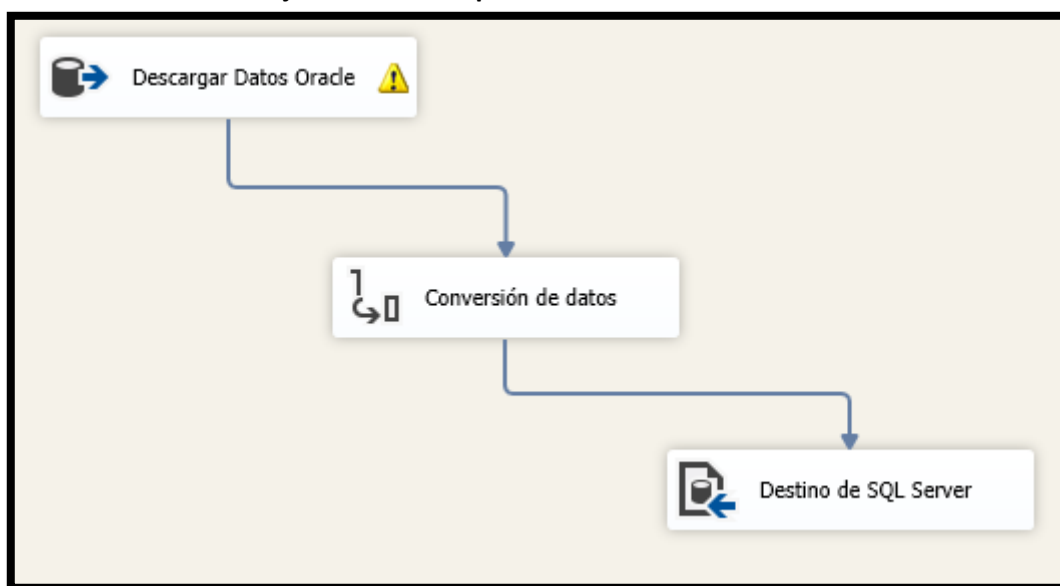 Descargar Datos Oracle
Conversión de datos
Destino de SQL Server